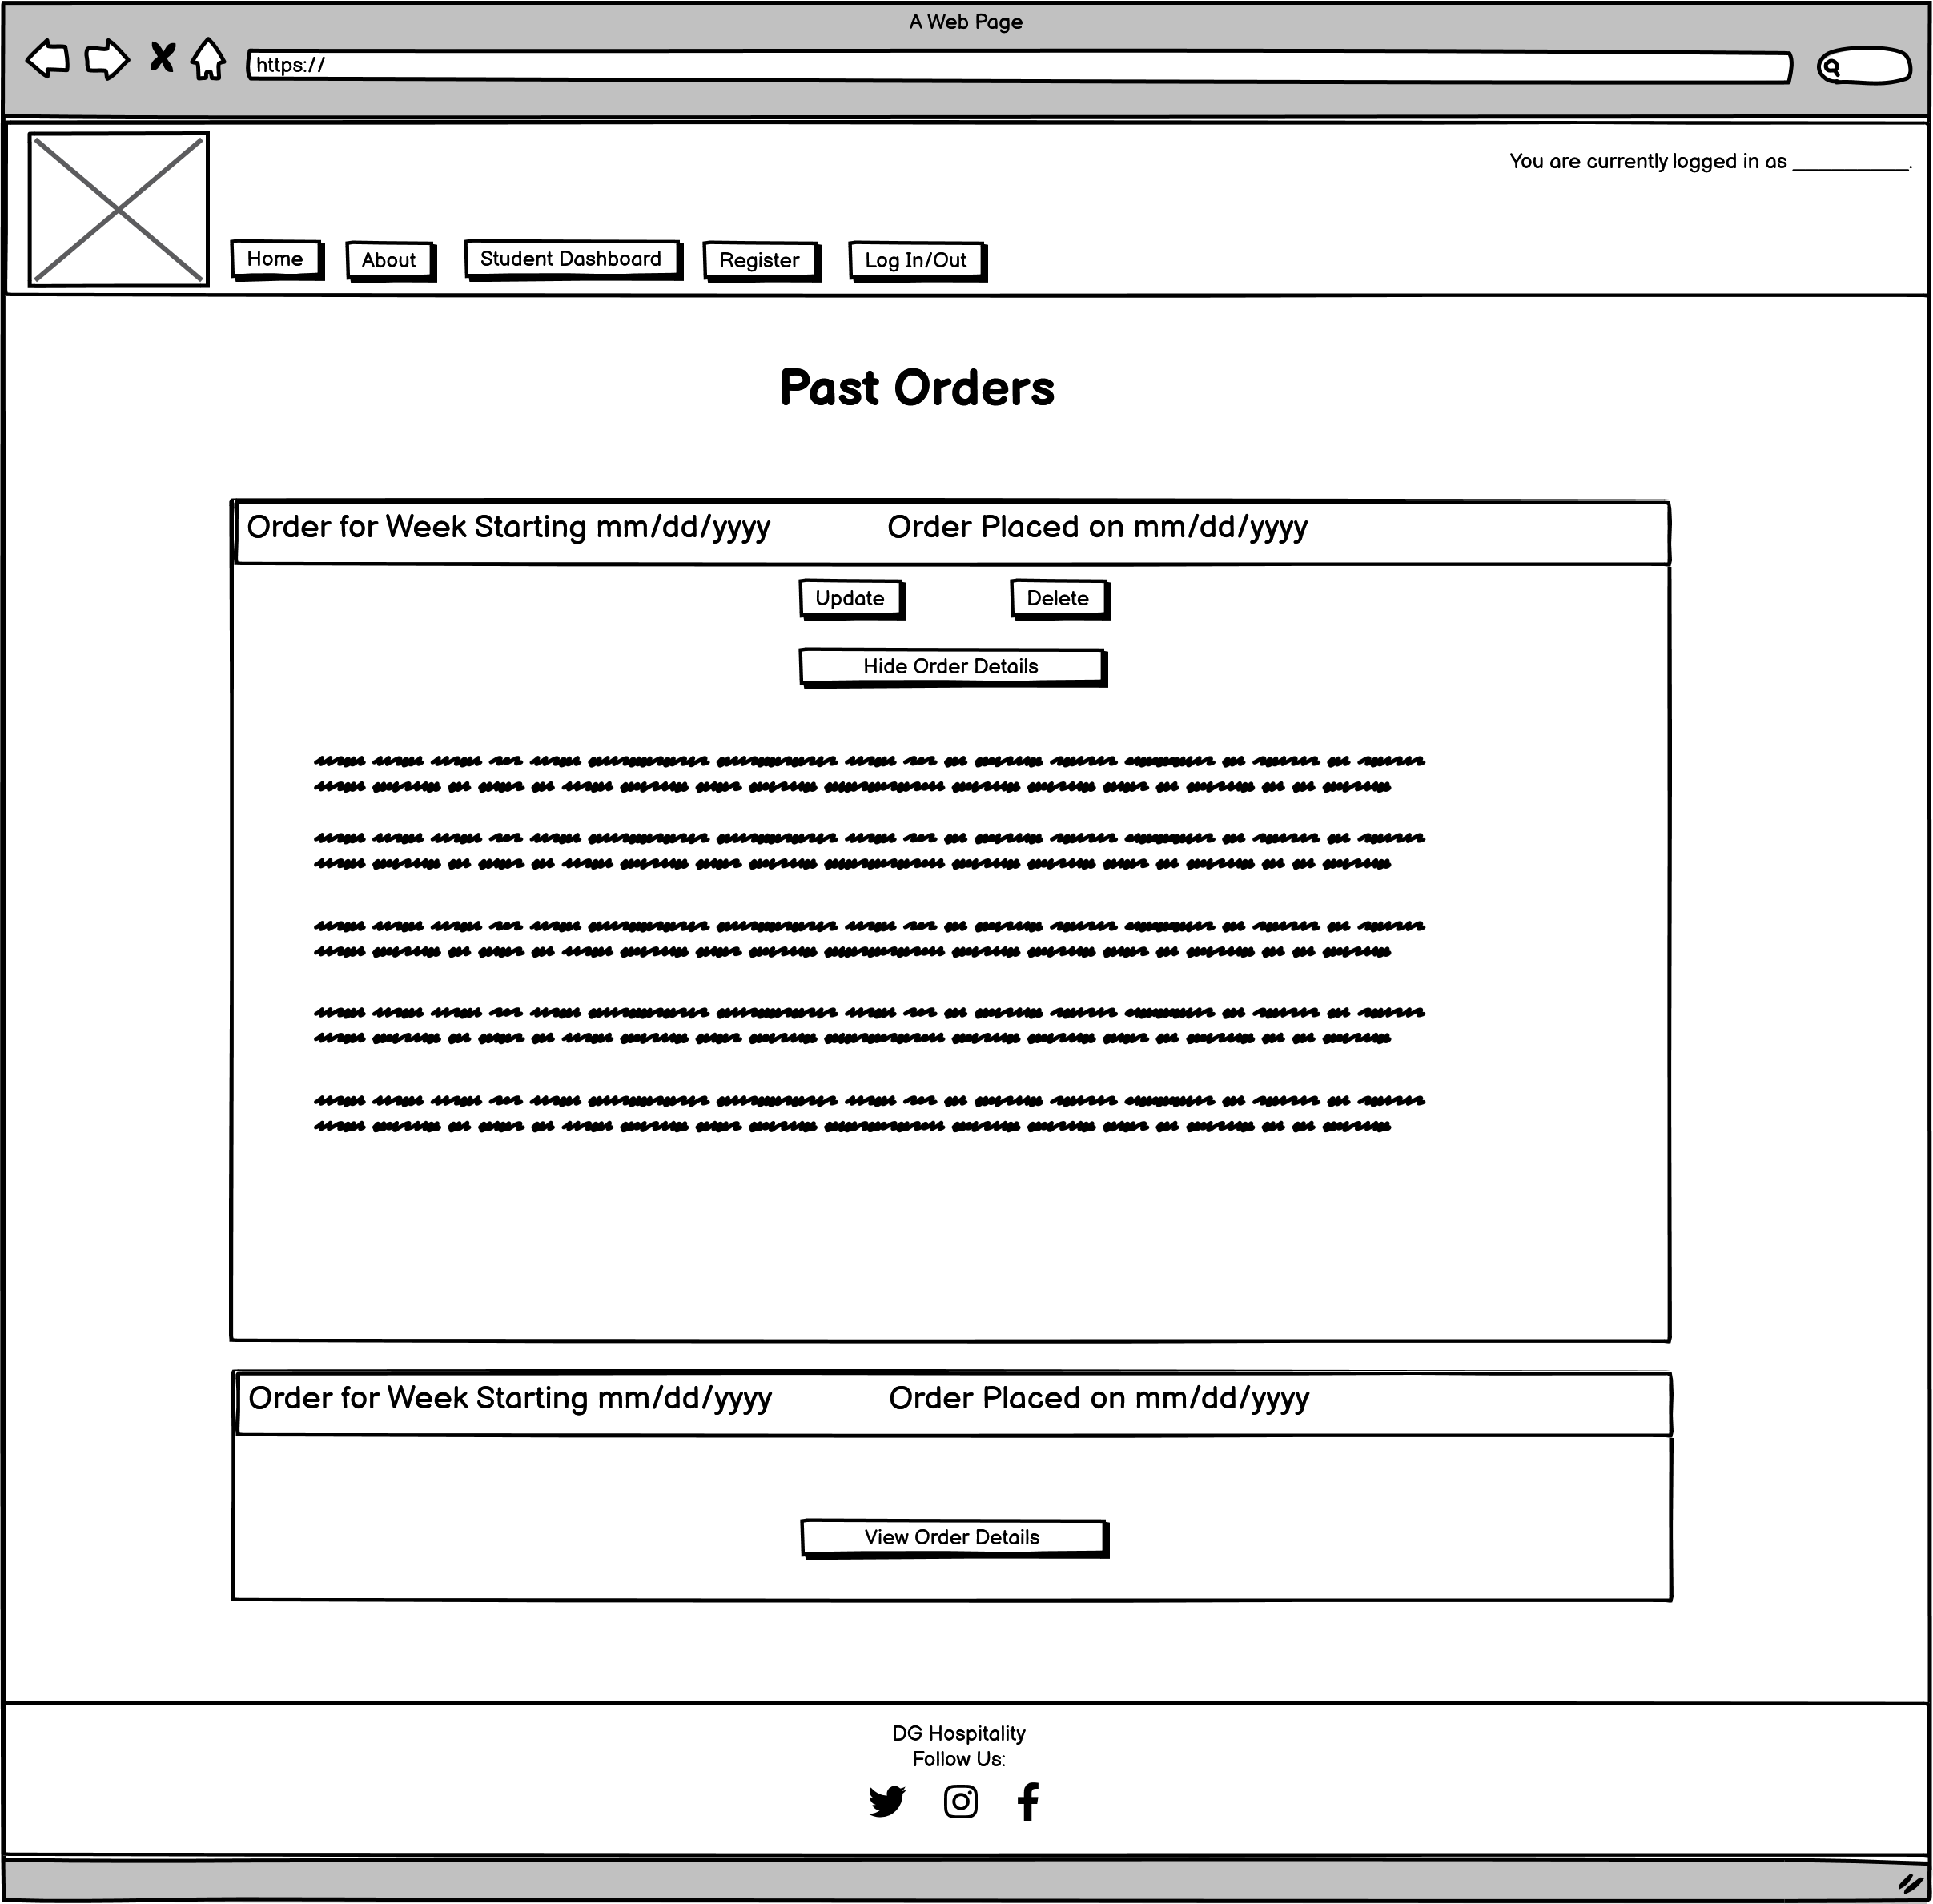 A Web Page
https://
You are currently logged in as __________.
Home About Student Dashboard Register Log In/Out
Past Orders
Order for Week Starting mm/dd/yyyy Order Placed on mm/dd/yyyy
Update Delete
Hide Order Details
Order for Week Starting mm/dd/yyyy Order Placed on mm/dd/yyyy
View Order Details
DG Hospitality
Follow Us: